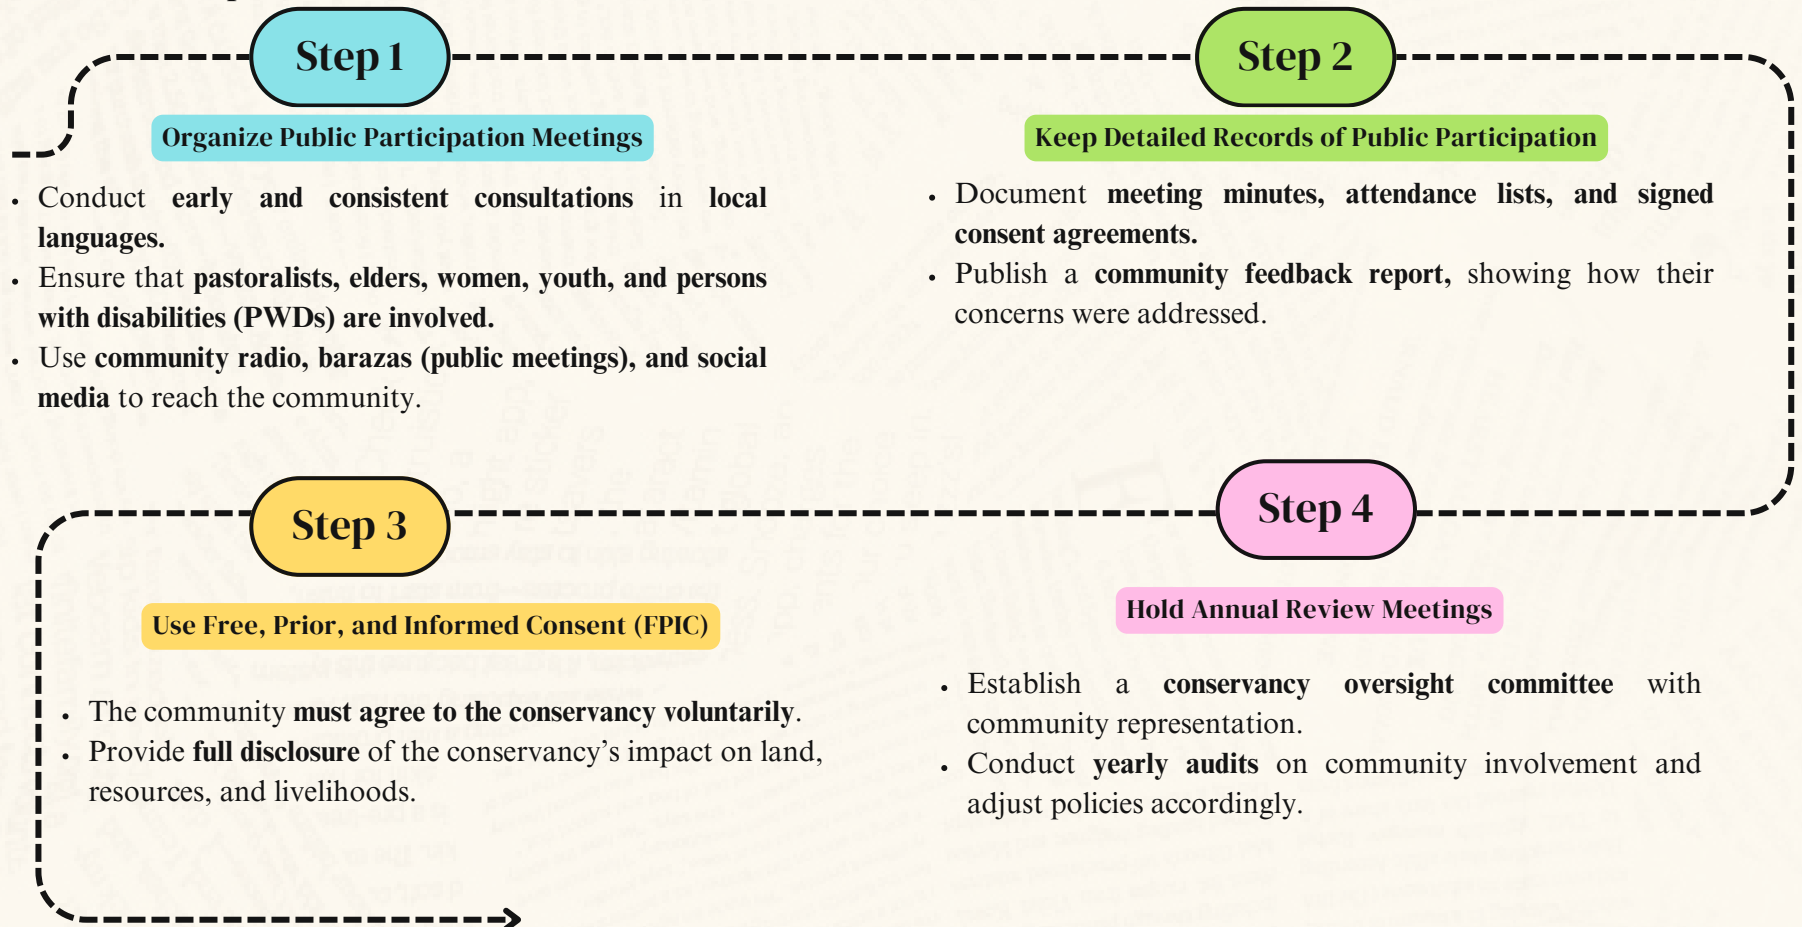 Step 1
Organize Public Participation Meetings
• Conduct early and consistent consultations in local
languages.
• Ensure that pastoralists, elders, women, youth, and persons
with disabilities (PWDs) are involved.
• Use community radio, barazas (public meetings), and social
media to reach the community.
Step 2
Keep Detailed Records of Public Participation
• Document meeting minutes, attendance lists, and signed
consent agreements.
• Publish a community feedback report, showing how their
concerns were addressed.
Step 3
Use Free, Prior, and Informed Consent (FPIC)
• The community must agree to the conservancy voluntarily.
• Provide full disclosure of the conservancy’s impact on land,
resources, and livelihoods.
Step 4
Hold Annual Review Meetings
• Establish a conservancy oversight committee with
community representation.
• Conduct yearly audits on community involvement and
adjust policies accordingly.